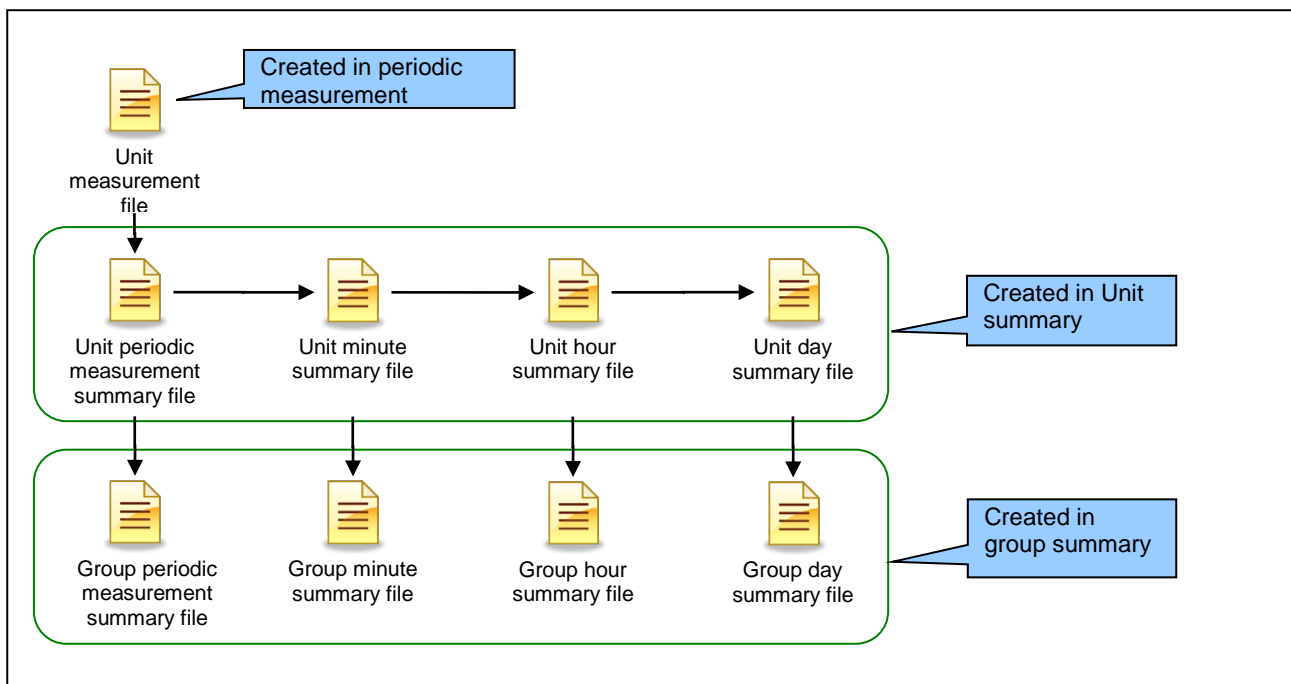 Created in periodic
measurement
Unit
measurement
file
Unit periodic
measurement
summary file
Unit minute
summary file
Unit hour
summary file
Unit day
summary file
Created in Unit
summary
Group periodic
measurement
summary file
Group minute
summary file
Group hour
summary file
Group day
summary file
Created in
group summary